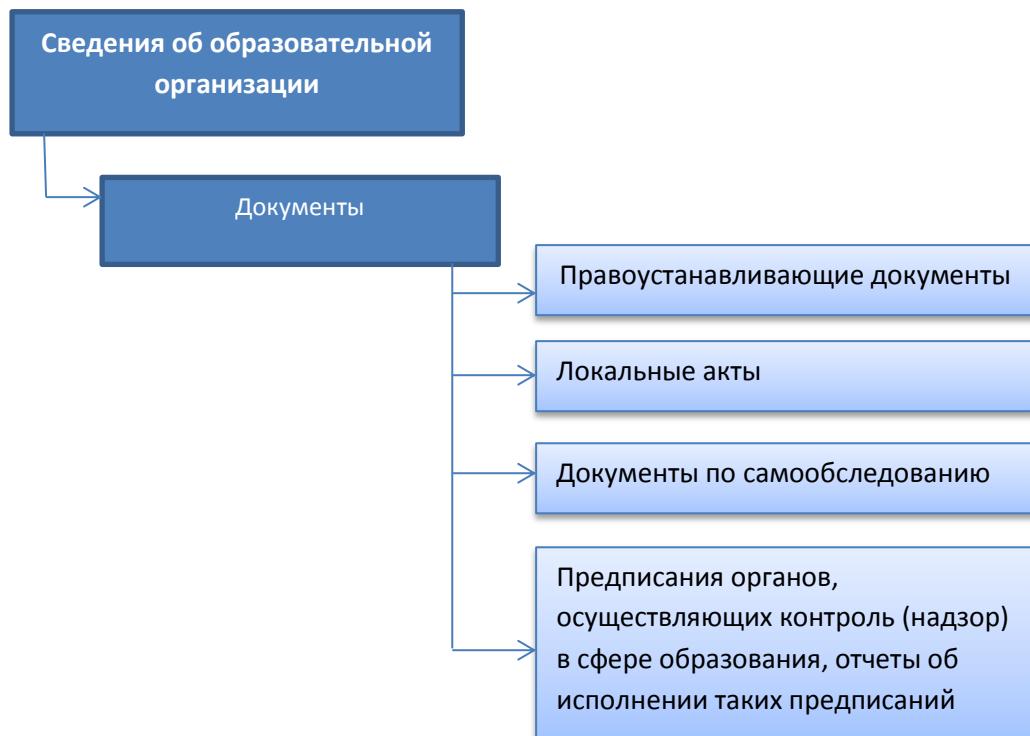 Сведения об образовательной
организации
Документы
Правоустанавливающие документы
Локальные акты
Документы по самообследованию
Предписания органов,
осуществляющих контроль (надзор)
в сфере образования, отчеты об
исполнении таких предписаний